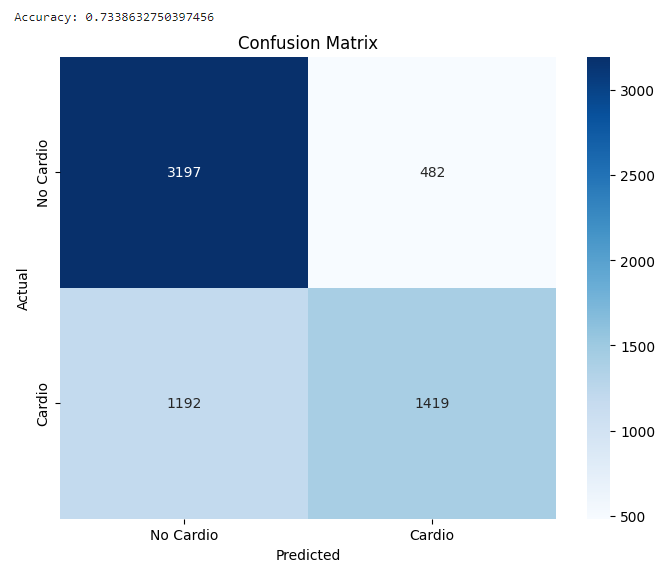 Accuracy: 0.7338632750397456
Confusion Matrix
3000
3197
482
No Cardio
2500
2000
Actual
1500
1192
1419
Cardio
1000
500
No Cardio
Cardio
Predicted